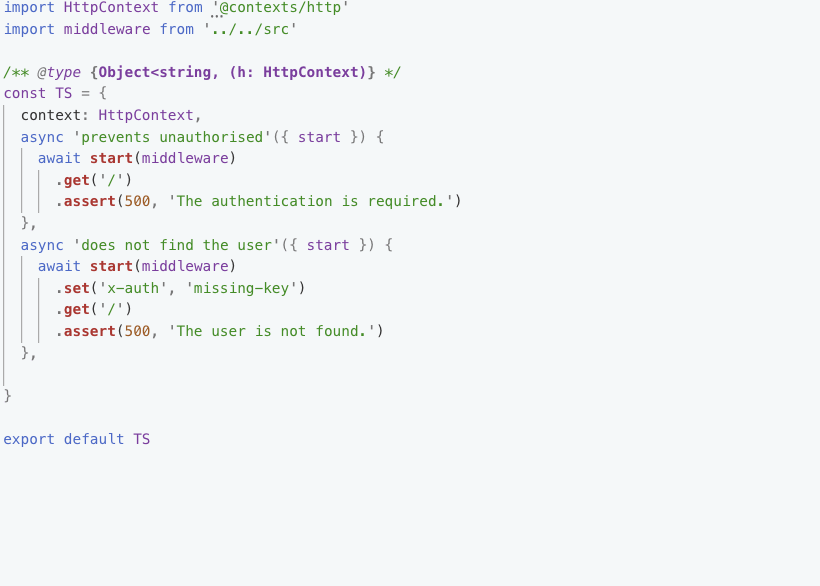 import HttpContext from '@contexts/http'
import middleware from '../../src'

/** @type {Object<string, (h: HttpContext)} */
const TS = {
  context: HttpContext,
  async 'prevents unauthorised'({ start }) {
    await start(middleware)
      .get('/')
      .assert(500, 'The authentication is required.')
  },
  async 'does not find the user'({ start }) {
    await start(middleware)
      .set('x-auth', 'missing-key')
      .get('/')
      .assert(500, 'The user is not found.')
  },

}

export default TS